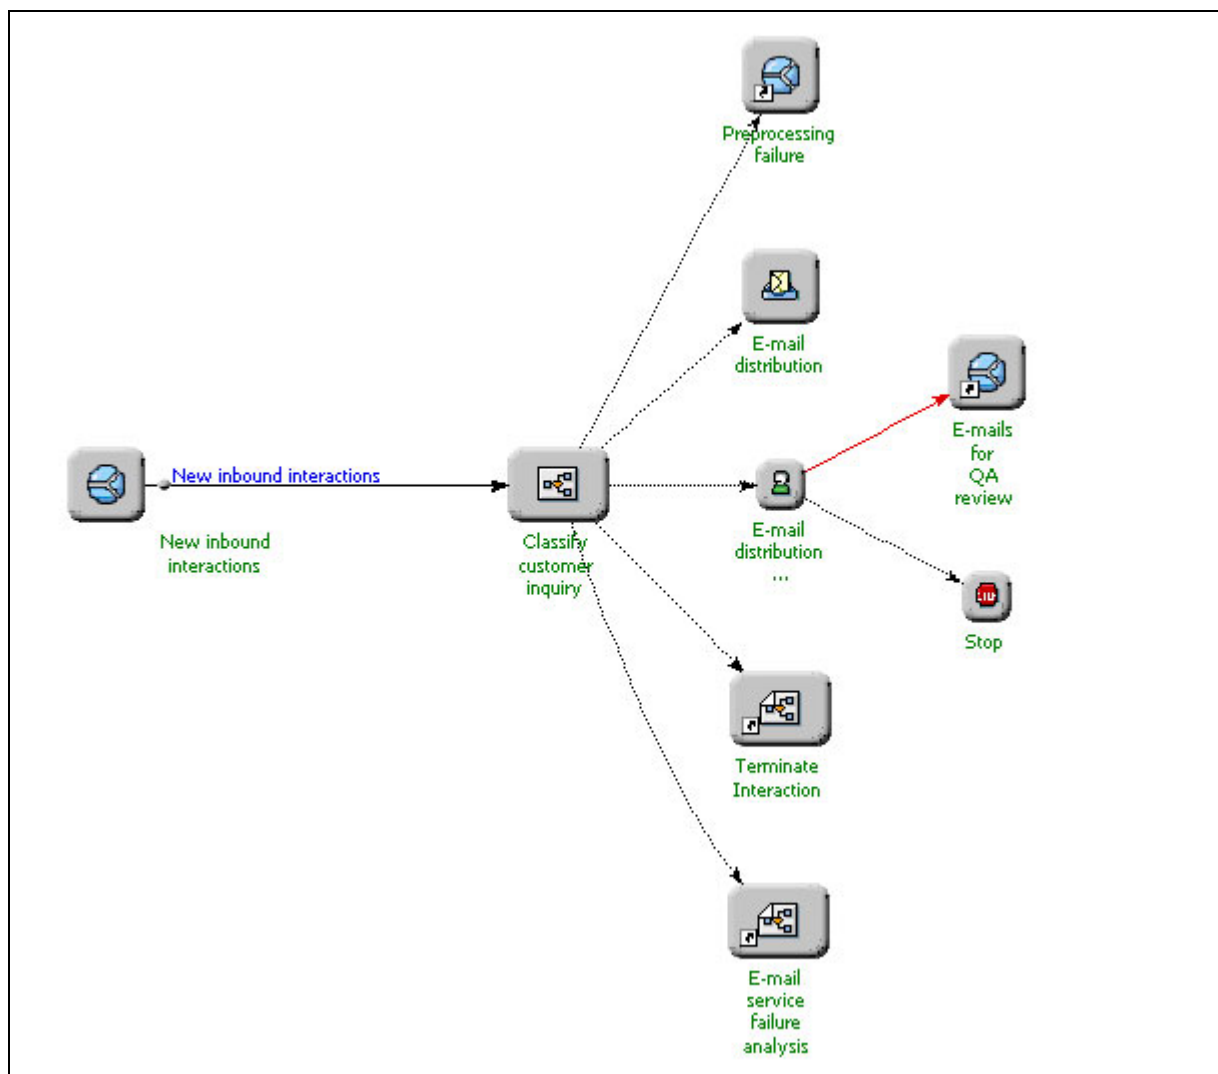 Preprocessing
failure
E-mail
distribution
E-mails
for
QA
review
New inbound interactions
New inbound
interactions
Classify
customer
inquiry
E-mail
distribution
...
Stop
Terminate
Interaction
E-mail
service
failure
analysis